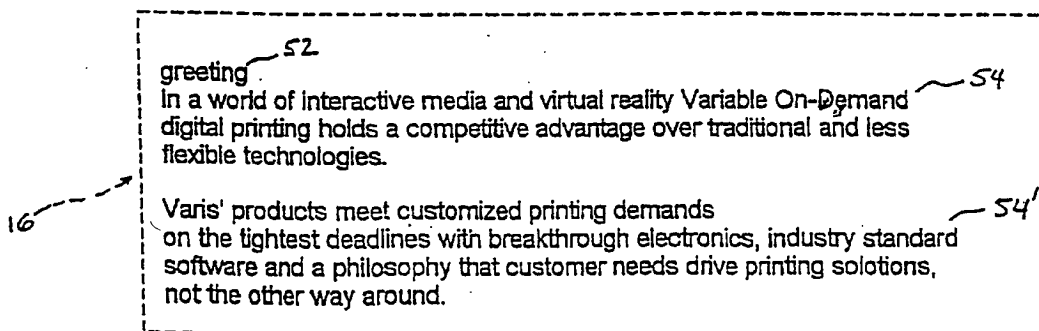 52
greeting
54
In a world of interactive media and virtual reality Variable On-Demand
digital printing holds a competitive advantage over traditional and less
flexible technologies.
16
54'
Varis' products meet customized printing demands
on the tightest deadlines with breakthrough electronics, industry standard
software and a philosophy that customer needs drive printing solotions,
not the other way around.